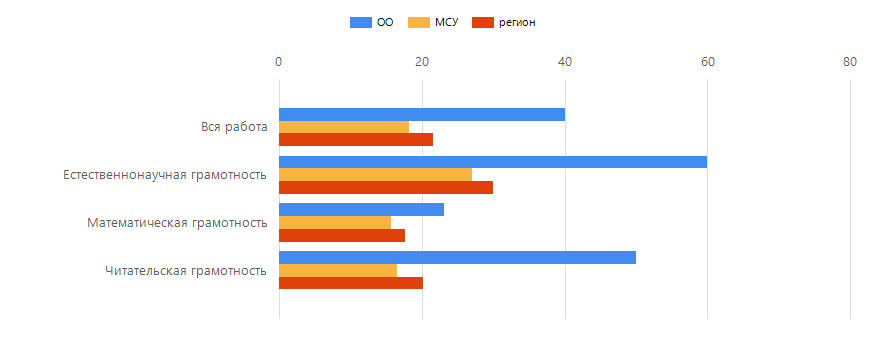 ОО МСУ регион
0 20 40 60 80
Вся работа
Естественнонаучная грамотность
Математическая грамотность
Читательская грамотность